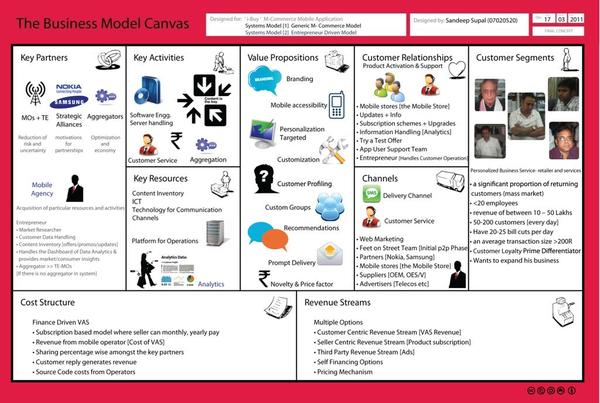 The Business Model Canvas
Designed for: 'i-Buy' M-Commerce Mobile Application
Systems Model [1] Generic M- Commerce Model
Systems Model [2] Entrepreneur Driven Model
Designed by: Sandeep Supal (07020520)
On: 17 03 2011
FINAL CONCEPT
Key Partners
NOKIA
Connecting People
SAMSUNG
MOs + TE
Strategic
Alliances
Aggregators
Reduction of
risk and
uncertainty
motivations
for
partnerships
Optimization
and
economy
Mobile
Agency
Acquisition of particular resources and activities
Entrepreneur
• Market Researcher
• Customer Data Handling
• Content Inventory [offers/promos/updates]
• Handles the Dashboard of Data Analytics &
provides market/consumer insights
• Aggregator >> TE-MOs
[If there is no aggregator in system]
Key Activities
Content is
the key
Software Engg.
Server handling
Customer Service
Aggregation
Key Resources
Content Inventory
ICT
Technology for Communication
Channels
Platform for Operations
Analytics Data
Analytics
Value Propositions
BRANDING
Branding
Mobile accessibility
Personalization
Targeted
Customization
Customer Profiling
Custom Groups
Recommendations
Prompt Delivery
Novelty & Price factor
Customer Relationships
Product Activation & Support
• Mobile stores [the Mobile Store]
• Updates + Info
• Subscription schemes + Upgrades
• Information Handling [Analytics]
• Try a Test Offer
• App User Support Team
• Entrepreneur [Handles Customer Operation]
Channels
SMS
Delivery Channel
Customer Service
• Web Marketing
• Feet on Street Team [Initial p2p Phase]
• Partners [Nokia, Samsung]
• Mobile stores [the Mobile Store]
• Suppliers [OEM, OES/V]
• Advertisers [Telecos etc]
Customer Segments
Personalized Business Service- retailer and services
• a significant proportion of returning
customers (mass market)
• <20 employees
• revenue of between 10 – 50 Lakhs
• 50-200 customers [every day)
• Have 20-25 bill cuts per day
• an average transaction size >200R
• Customer Loyalty Prime Differentiator
• Wants to expand his business
Cost Structure
Finance Driven VAS
• Subscription based model where seller can monthly, yearly pay
• Revenue from mobile operator [Cost of VAS]
• Sharing percentage wise amongst the key partners
• Customer reply generates revenue
• Source Code costs from Operators
Revenue Streams
Multiple Options
• Customer Centric Revenue Stream [VAS Revenue]
• Seller Centric Revenue Stream [Product subscription]
• Third Party Revenue Stream [Ads]
• Self Financing Options
• Pricing Mechanism